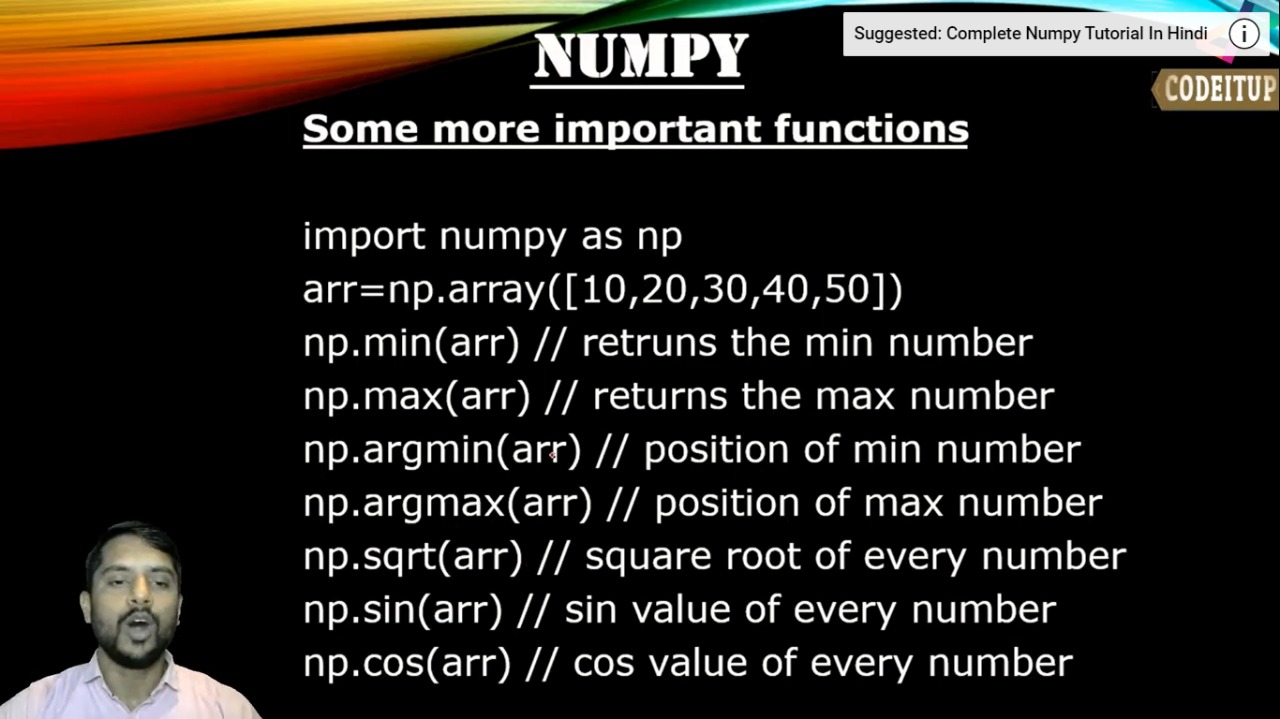 Suggested: Complete Numpy Tutorial In Hindi
NUMPY
CODEITUP
Some more important functions
import numpy as np
arr=np.array([10,20,30,40,50])
np.min(arr) // retruns the min number
np.max(arr) // returns the max number
np.argmin(arr) // position of min number
np.argmax(arr) // position of max number
np.sqrt(arr) // square root of every number
np.sin(arr) // sin value of every number
np.cos(arr) // cos value of every number